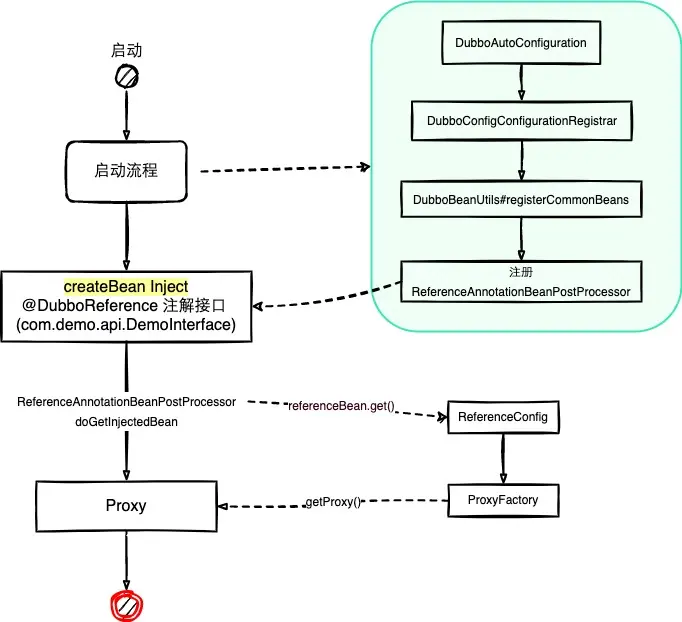 启动
启动流程
DubboAutoConfiguration
DubboConfigConfigurationRegistrar
DubboBeanUtils#registerCommonBeans
注册
ReferenceAnnotationBeanPostProcessor
createBean Inject
@DubboReference 注解接口
(com.demo.api.DemoInterface)
ReferenceAnnotationBeanPostProcessor
doGetInjectedBean
referenceBean.get()
ReferenceConfig
ProxyFactory
getProxy()
Proxy